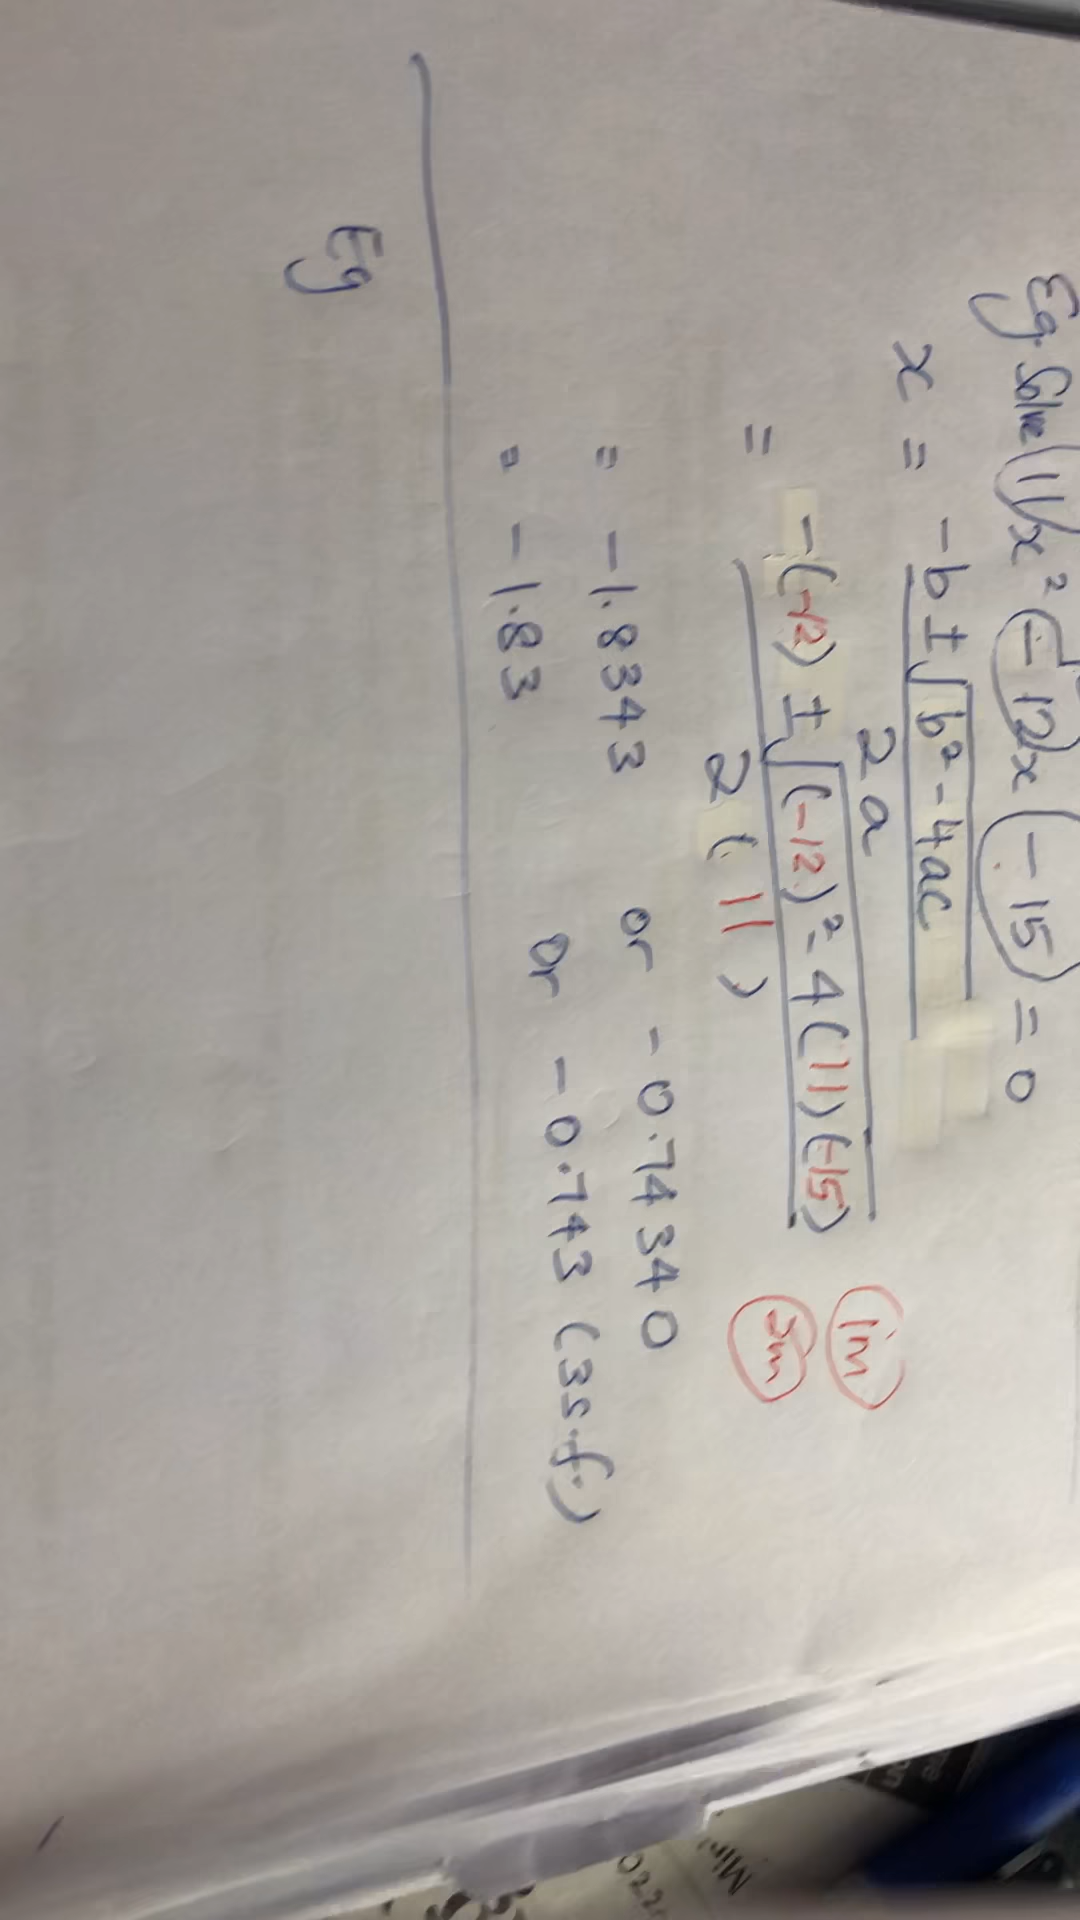 Eg. Solve 11x² - 12x - 15 = 0
x = -b ± √b² - 4ac
2a
= -(-12) ± √(-12)² - 4(11)(-15) 1m
2(11) 3m
= -1.8343 or -0.74340
= -1.83 or -0.743 (3s.f.)
Eg